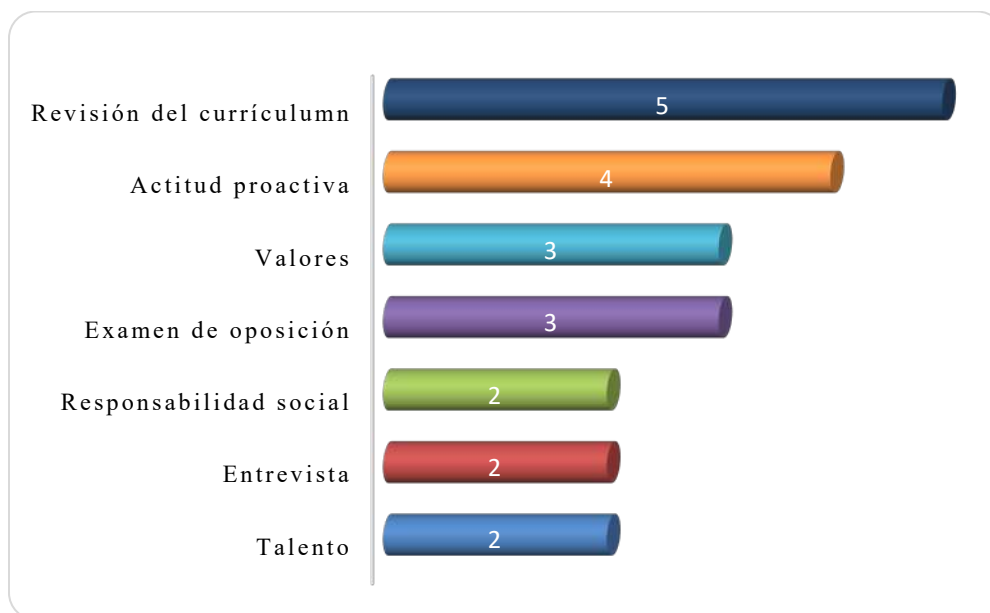 Revisión del currículumn
5
Actitud proactiva
4
Valores
3
Examen de oposición
3
Responsabilidad social
2
Entrevista
2
Talento
2